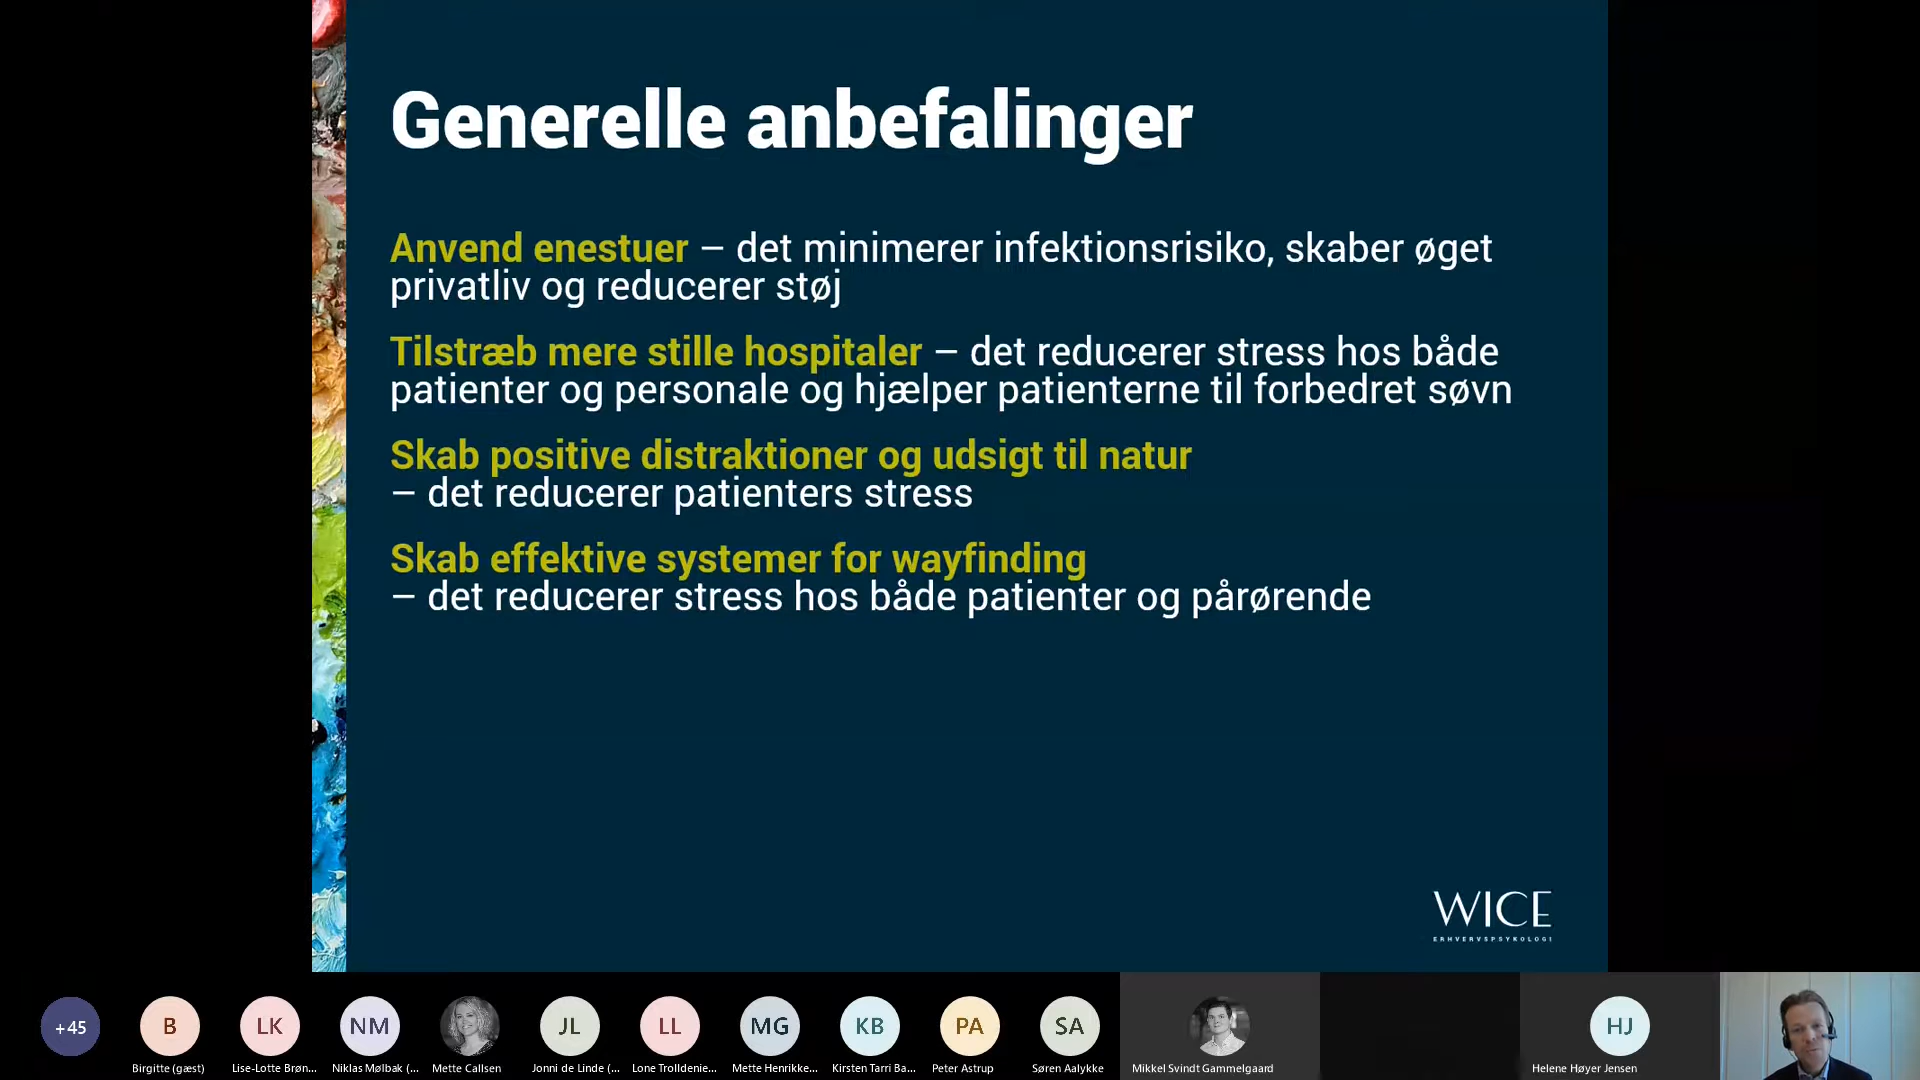 Generelle anbefalinger
Anvend enestuer – det minimerer infektionsrisiko, skaber øget
privatliv og reducerer støj
Tilstræb mere stille hospitaler – det reducerer stress hos både
patienter og personale og hjælper patienterne til forbedret søvn
Skab positive distraktioner og udsigt til natur
– det reducerer patienters stress
Skab effektive systemer for wayfinding
– det reducerer stress hos både patienter og pårørende
WICE
ERHVERVSPSYKOLOGI
+45
B
LK
NM
JL
LL
MG
KB
PA
SA
HJ
Birgitte (gæst)
Lise-Lotte Brøn...
Niklas Mølbak (...
Mette Callsen
Jonni de Linde (...
Lone Trolldenie...
Mette Henrikke...
Kirsten Tarri Ba...
Peter Astrup
Søren Aalykke
Mikkel Svindt Gammelgaard
Helene Høyer Jensen